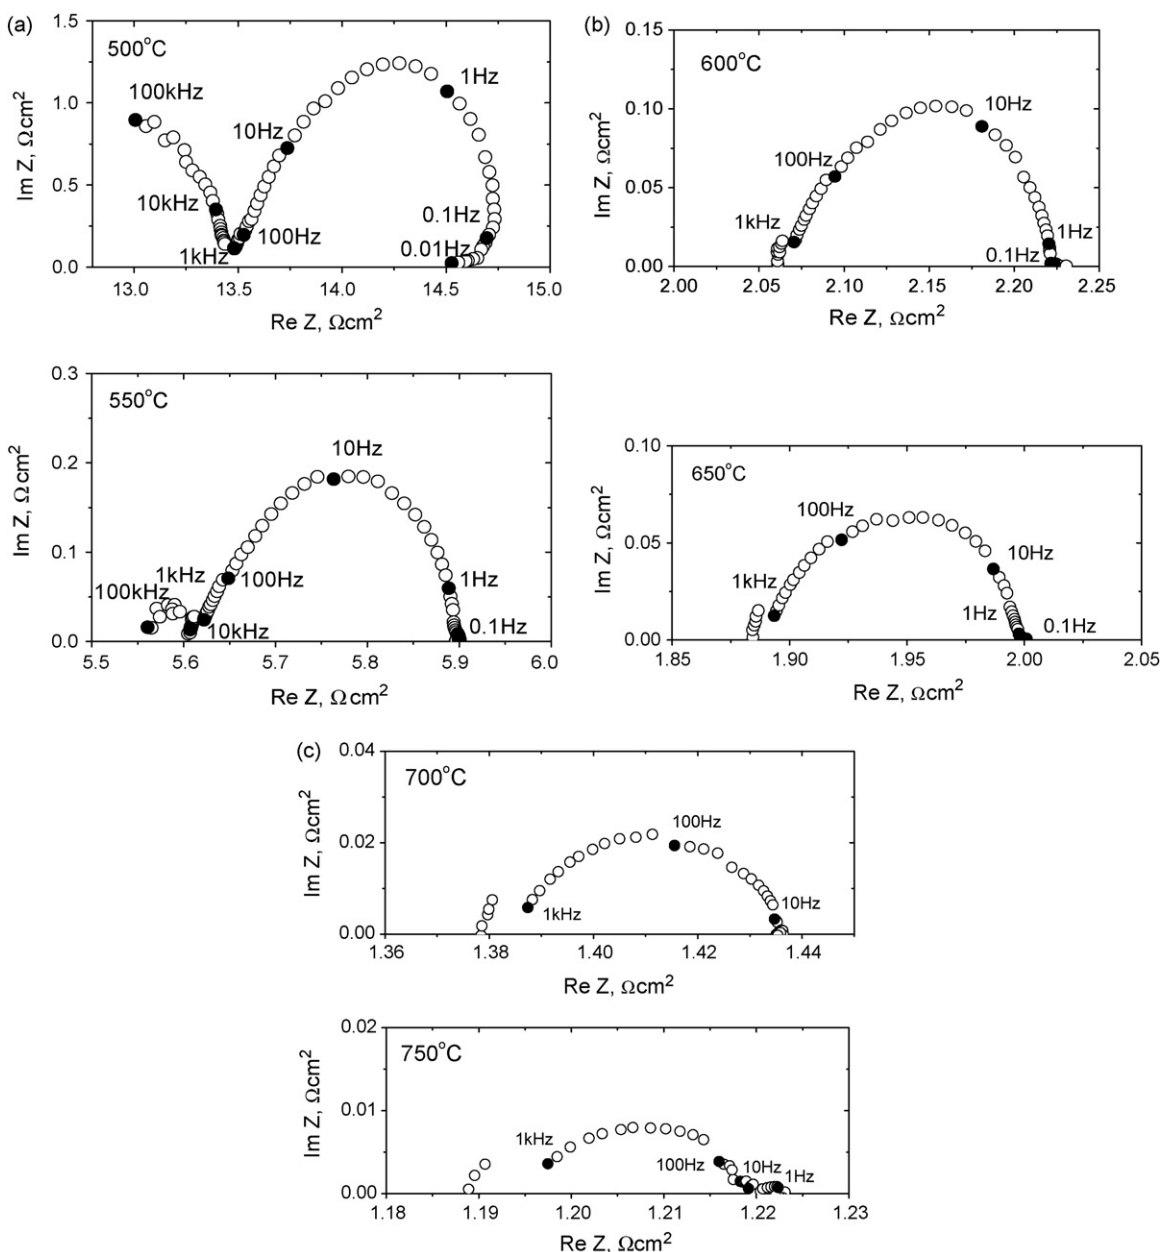 (a)
1.5
500°C
100kHz
1Hz
1.0
10Hz
Im Z, Ωcm²
0.5
10kHz
0.1Hz
1kHz
100Hz
0.01Hz
0.0
13.0 13.5 14.0 14.5 15.0
Re Z, Ωcm²
(b)
0.15
600°C
10Hz
0.10
100Hz
Im Z, Ωcm²
0.05
1kHz
1Hz
0.1Hz
0.00
2.00 2.05 2.10 2.15 2.20 2.25
Re Z, Ωcm²
0.3
550°C
10Hz
0.2
Im Z, Ωcm²
0.1
1kHz
100Hz
100kHz
1Hz
10kHz
0.1Hz
0.0
5.5 5.6 5.7 5.8 5.9 6.0
Re Z, Ωcm²
0.10
650°C
100Hz
Im Z, Ωcm²
0.05
10Hz
1kHz
1Hz
0.1Hz
0.00
1.85 1.90 1.95 2.00 2.05
Re Z, Ωcm²
(c)
0.04
700°C
100Hz
Im Z, Ωcm²
0.02
1kHz
10Hz
0.00
1.36 1.38 1.40 1.42 1.44
Re Z, Ωcm²
0.02
750°C
Im Z, Ωcm²
0.01
1kHz
100Hz
10Hz
1Hz
0.00
1.18 1.19 1.20 1.21 1.22 1.23
Re Z, Ωcm²